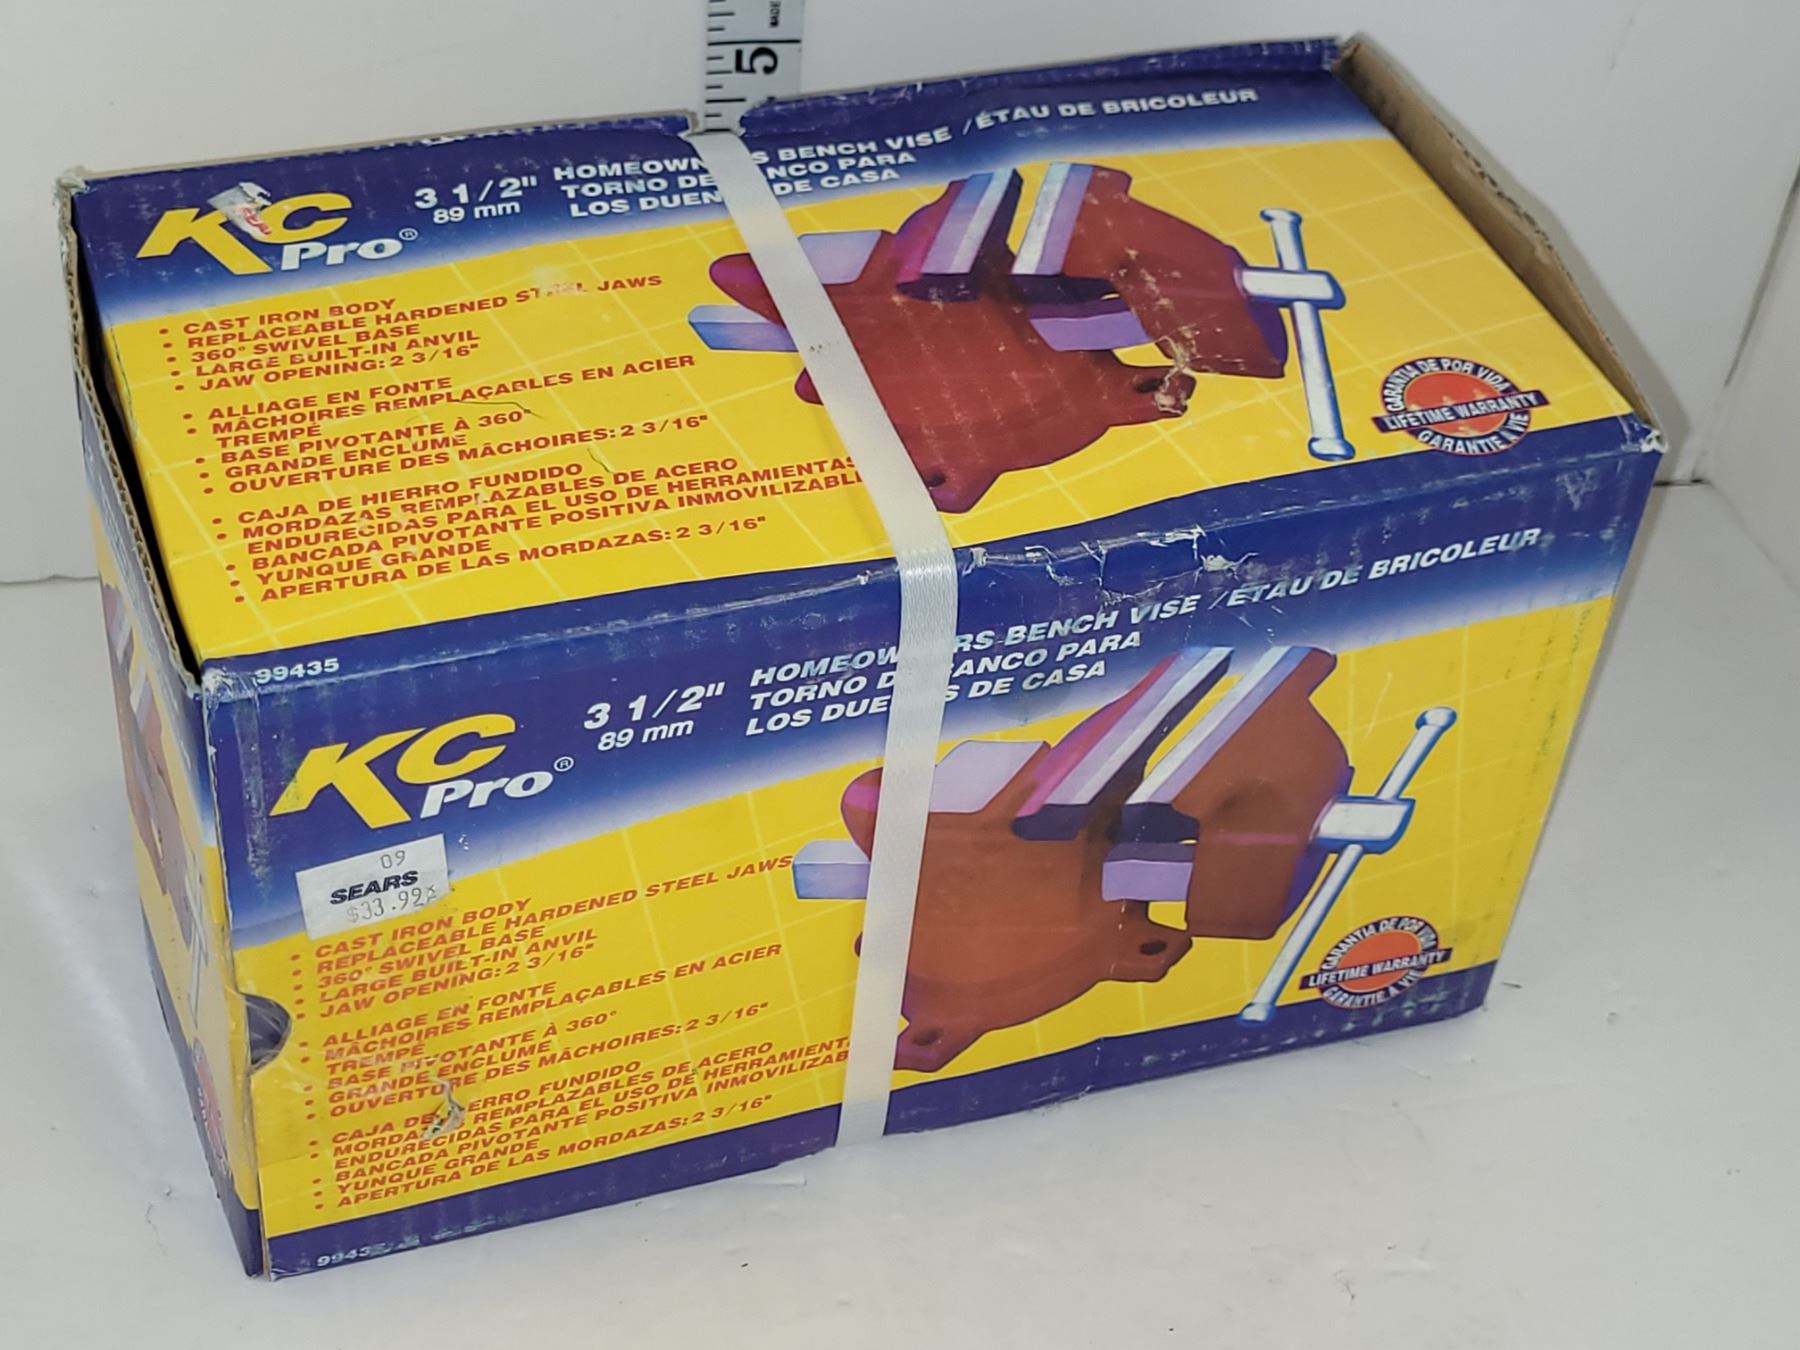 5
MADE
KC
Pro®
3 1/2"
89 mm
HOMEOWN S BENCH VISE / ÉTAU DE BRICOLEUR
TORNO DE NCO PARA
LOS DUEN DE CASA
• CAST IRON BODY
• REPLACEABLE HARDENED STEEL JAWS
• 360° SWIVEL BASE
• LARGE BUILT-IN ANVIL
• JAW OPENING: 2 3/16"
• ALLIAGE EN FONTE
• MÂCHOIRES REMPLAÇABLES EN ACIER
TREMPÉ
• BASE PIVOTANTE À 360°
• GRANDE ENCLUME
• OUVERTURE DES MÂCHOIRES: 2 3/16"
• CAJA DE HIERRO FUNDIDO
• MORDAZAS REMPLAZABLES DE ACERO
ENDURECIDAS PARA EL USO DE HERRAMIENTAS
• BANCADA PIVOTANTE POSITIVA INMOVILIZABL
• YUNQUE GRANDE
• APERTURA DE LAS MORDAZAS: 2 3/16"
GARANTIA DE POR VIDA
LIFETIME WARRANTY
GARANTIE À VIE
99435
KC
Pro®
3 1/2"
89 mm
HOMEOW RS BENCH VISE / ÉTAU DE BRICOLEUR
TORNO D ANCO PARA
LOS DUE S DE CASA
09
SEARS
$33.92
• CAST IRON BODY
• REPLACEABLE HARDENED STEEL JAWS
• 360° SWIVEL BASE
• LARGE BUILT-IN ANVIL
• JAW OPENING: 2 3/16"
• ALLIAGE EN FONTE
• MÂCHOIRES REMPLAÇABLES EN ACIER
TREMPÉ
• BASE PIVOTANTE À 360°
• GRANDE ENCLUME
• OUVERTURE DES MÂCHOIRES: 2 3/16"
• CAJA DE HIERRO FUNDIDO
• MORDAZAS REMPLAZABLES DE ACERO
ENDURECIDAS PARA EL USO DE HERRAMIENT
• BANCADA PIVOTANTE POSITIVA INMOVILIZAB
• YUNQUE GRANDE
• APERTURA DE LAS MORDAZAS: 2 3/16"
GARANTIA DE POR VIDA
LIFETIME WARRANTY
GARANTIE À VIE
99435